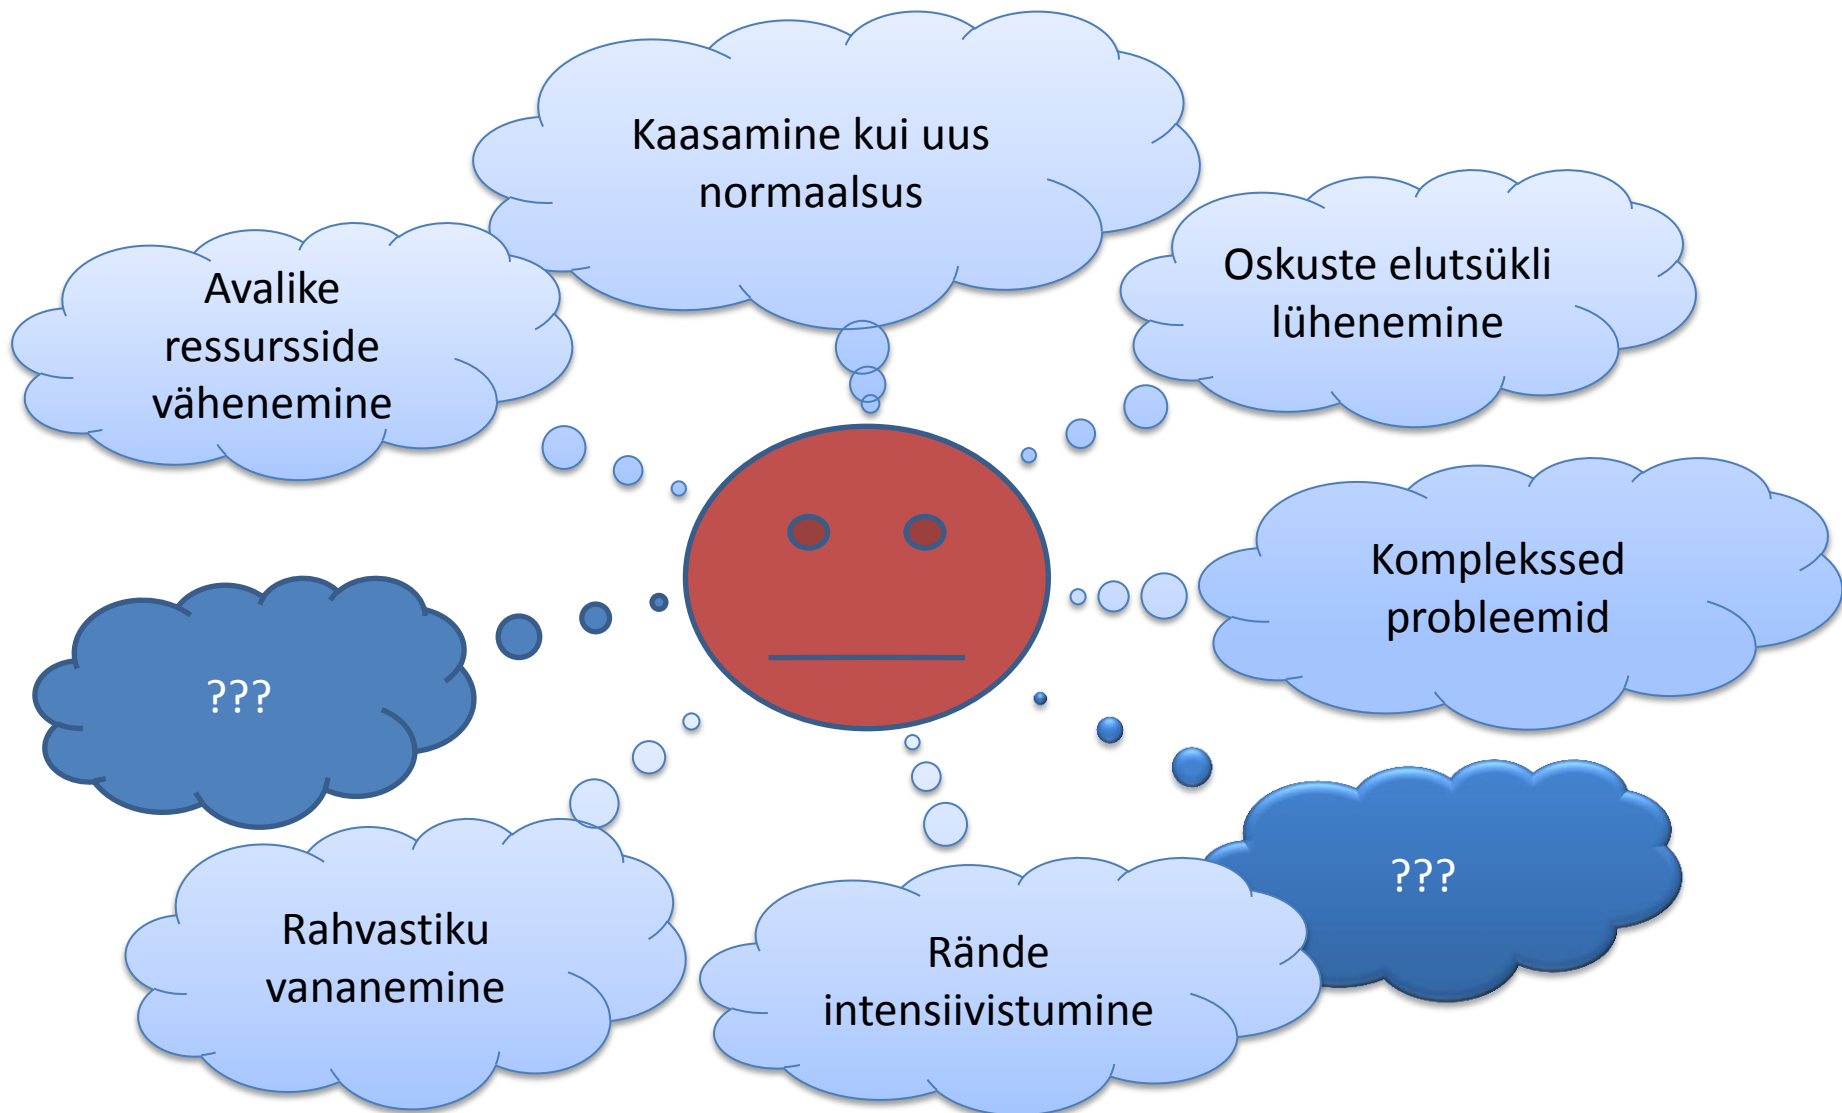 Kaasamine kui uus
normaalsus
Avalike
ressursside
vähenemine
Oskuste elutsükli
lühenemine
Komplekssed
probleemid
???
???
Rahvastiku
vananemine
Rände
intensiivistumine